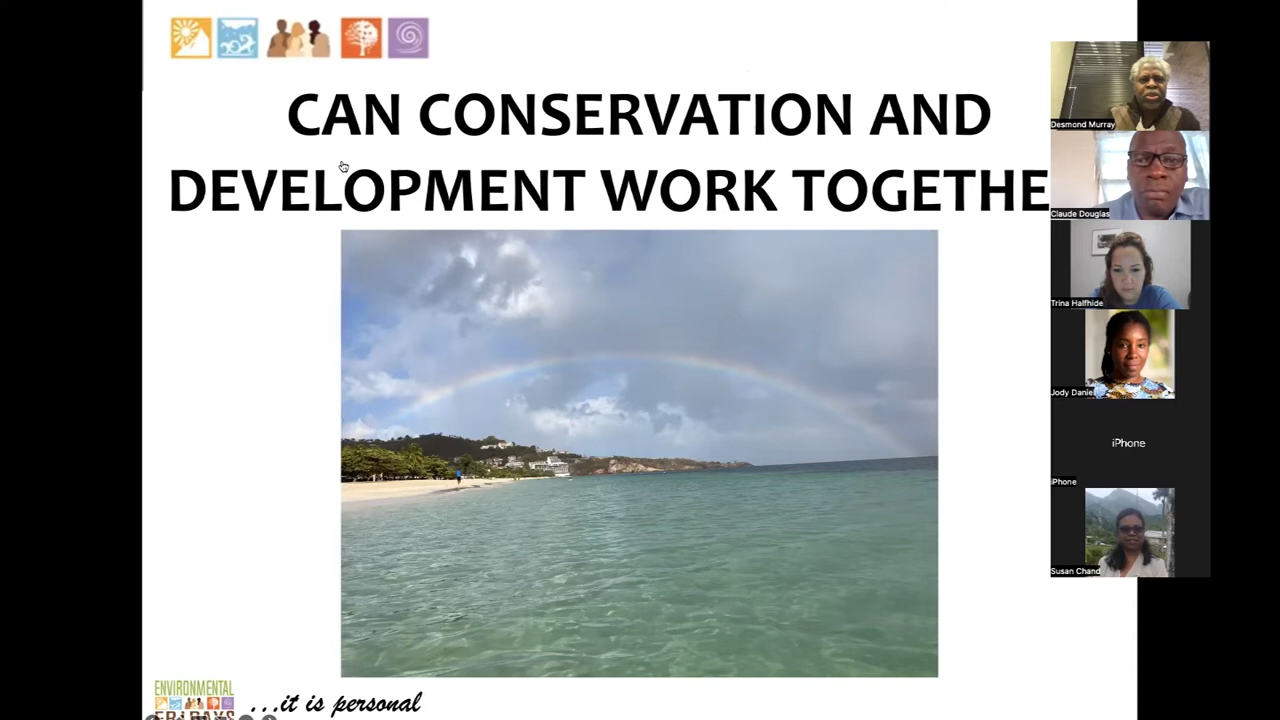 CAN CONSERVATION AND
DEVELOPMENT WORK TOGETHE
Desmond Murray
Claude Douglas
Trina Halfhide
Jody Danie
iPhone
iPhone
Susan Chand
ENVIRONMENTAL
FRIDAYS
...it is personal